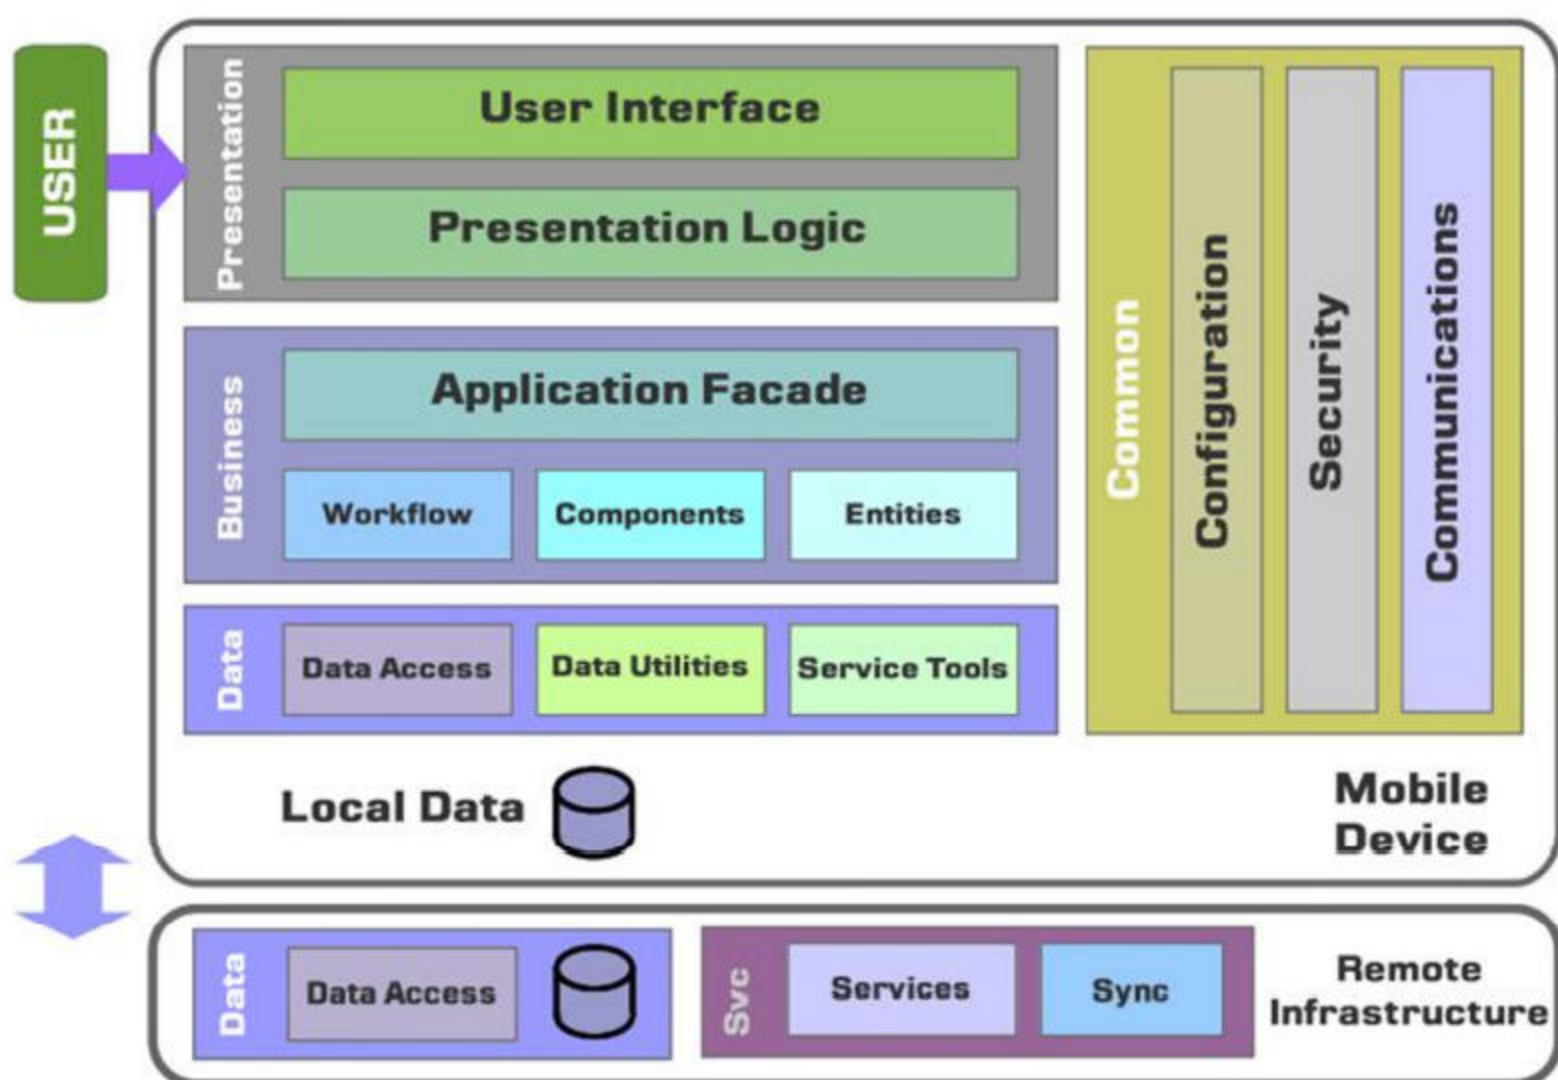 USER
Presentation
User Interface
Presentation Logic
Business
Application Facade
Workflow
Components
Entities
Data
Data Access
Data Utilities
Service Tools
Common
Configuration
Security
Communications
Local Data
Mobile
Device
Data
Data Access
Svc
Services
Sync
Remote
Infrastructure